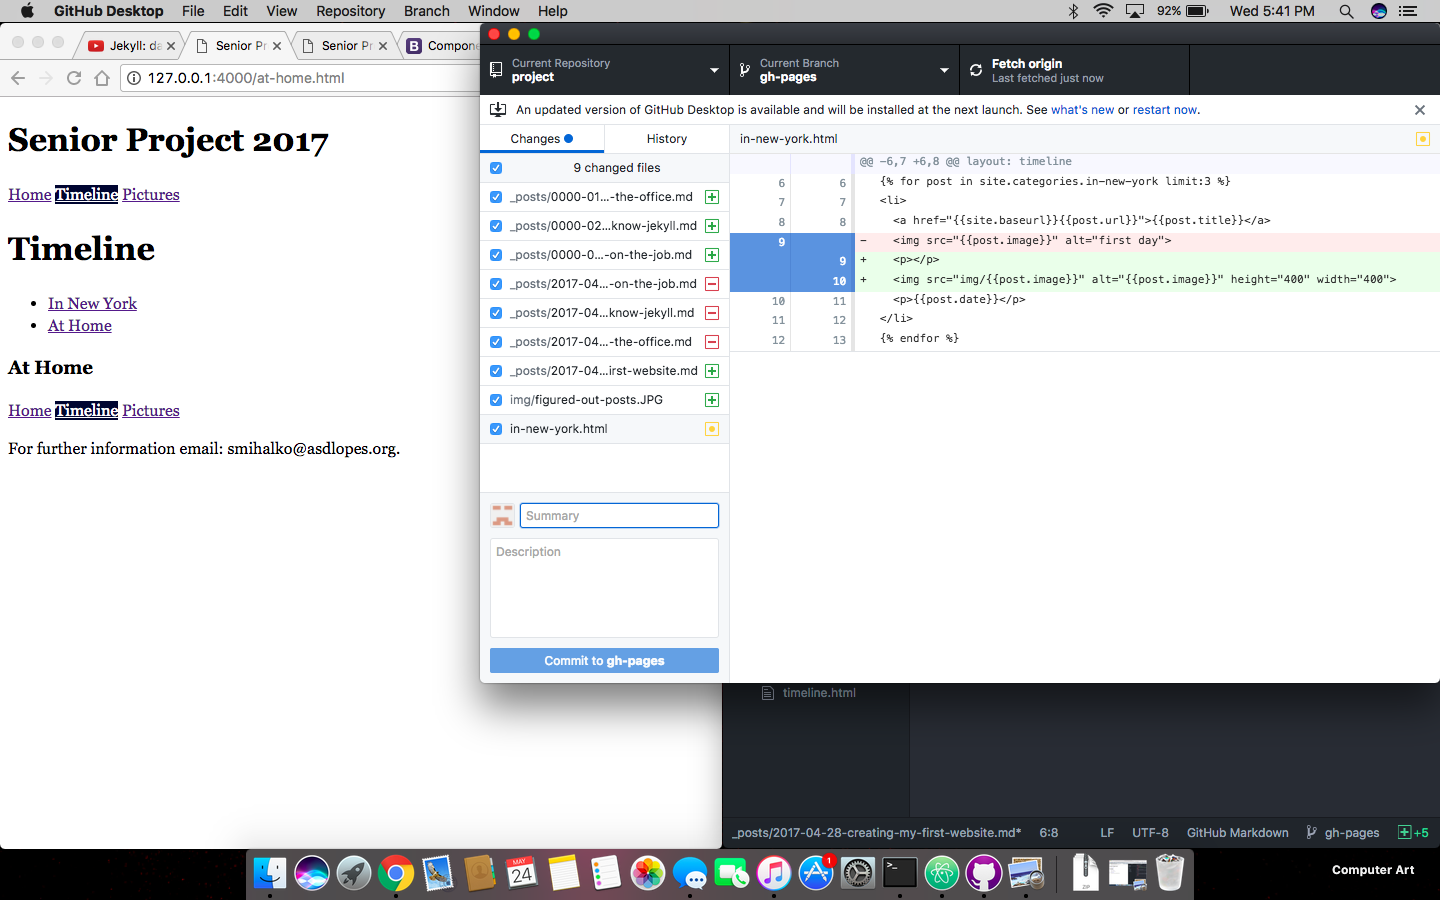 GitHub Desktop File Edit View Repository Branch Window Help 92% Wed 5:41 PM
Jekyll: da Senior Pr Senior Pr Compone
127.0.0.1:4000/at-home.html
Senior Project 2017
Home Timeline Pictures
Timeline
In New York
At Home
At Home
Home Timeline Pictures
For further information email: smihalko@asdlopes.org.
Current Repository
project
Current Branch
gh-pages
Fetch origin
Last fetched just now
An updated version of GitHub Desktop is available and will be installed at the next launch. See what's new or restart now.
Changes History
9 changed files
_posts/0000-01...-the-office.md
_posts/0000-02...know-jekyll.md
_posts/0000-0...-on-the-job.md
_posts/2017-04...-on-the-job.md
_posts/2017-04...know-jekyll.md
_posts/2017-04...-the-office.md
_posts/2017-04...irst-website.md
img/figured-out-posts.JPG
in-new-york.html
Summary
Description
Commit to gh-pages
in-new-york.html
@@ -6,7 +6,8 @@ layout: timeline
6 6 {% for post in site.categories.in-new-york limit:3 %}
7 7 <li>
8 8 <a href="{{site.baseurl}}{{post.url}}">{{post.title}}</a>
9 - <img src="{{post.image}}" alt="first day">
9 + <p></p>
10 + <img src="img/{{post.image}}" alt="{{post.image}}" height="400" width="400">
10 11 <p>{{post.date}}</p>
11 12 </li>
12 13 {% endfor %}
timeline.html
_posts/2017-04-28-creating-my-first-website.md* 6:8 LF UTF-8 GitHub Markdown gh-pages +5
MAY
24
1
ZIP
Computer Art